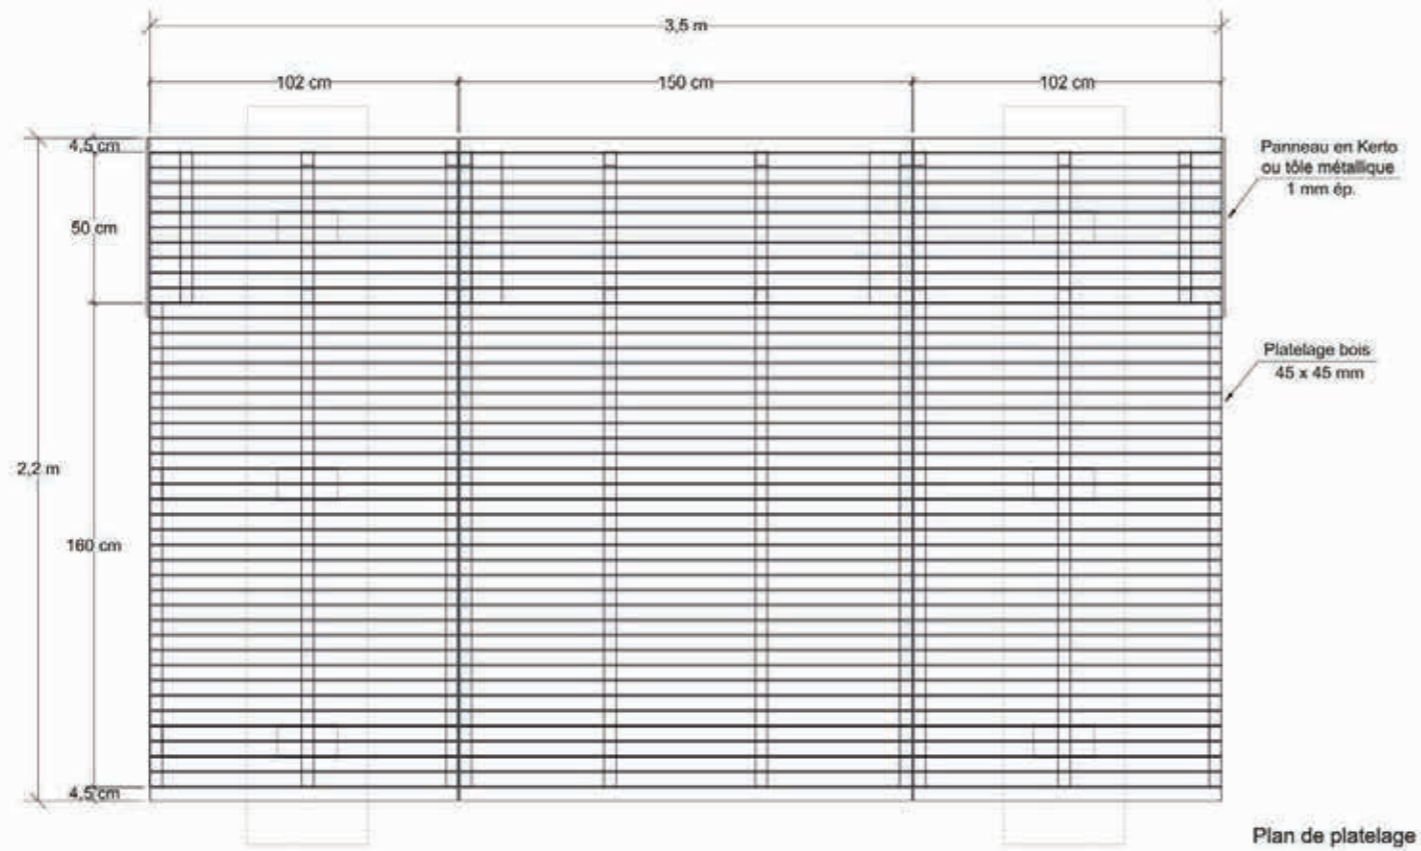 3,5 m
102 cm
150 cm
102 cm
4,5 cm
Panneau en Kerto
ou tôle métallique
1 mm ép.
50 cm
Platelage bois
45 x 45 mm
2,2 m
160 cm
4,5 cm
Plan de platelage